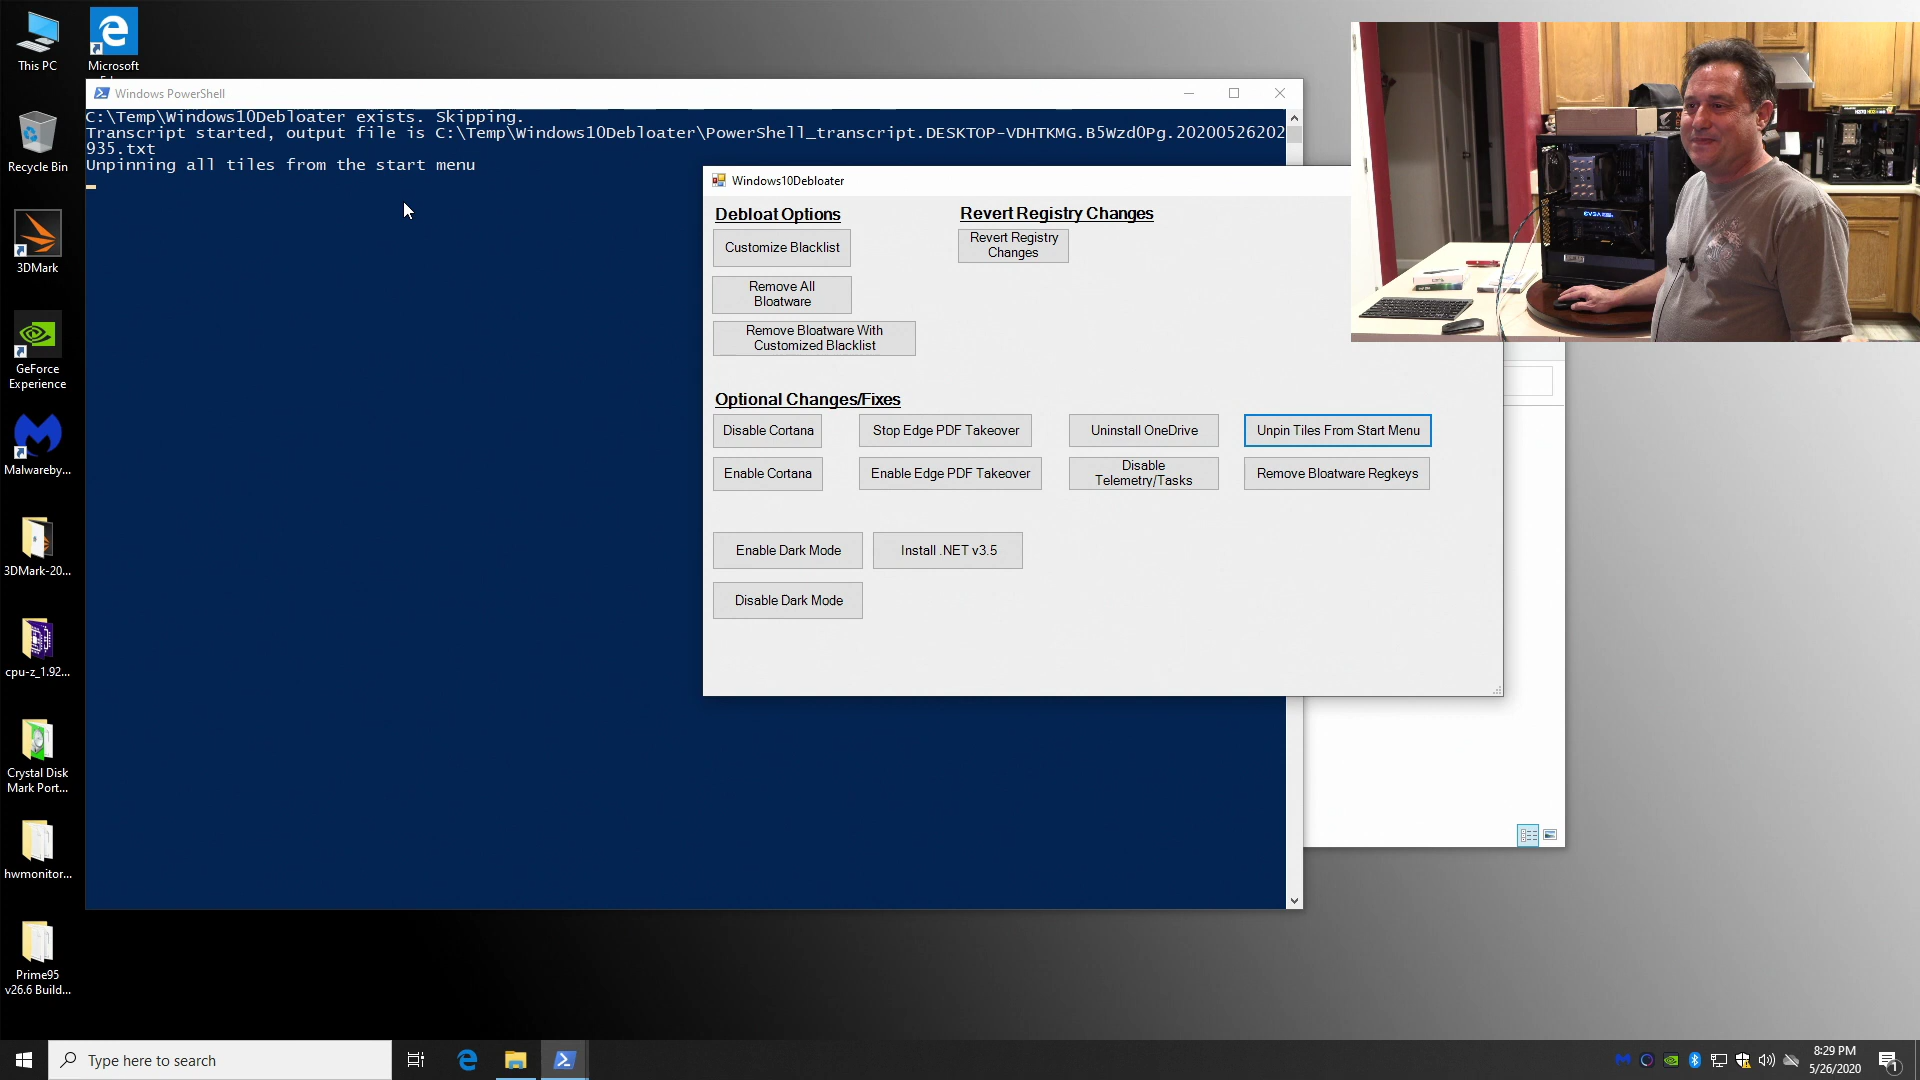 This PC
Microsoft
Recycle Bin
3DMark
GeForce
Experience
Malwareby...
3DMark-20...
cpu-z_1.92...
Crystal Disk
Mark Port...
hwmonitor...
Prime95
v26.6 Build...
Windows PowerShell
C:\Temp\Windows10Debloater exists. Skipping.
Transcript started, output file is C:\Temp\Windows10Debloater\PowerShell_transcript.DESKTOP-VDHTKMG.B5Wzd0Pg.20200526202
935.txt
Unpinning all tiles from the start menu
Windows10Debloater
Debloat Options
Revert Registry Changes
Customize Blacklist
Revert Registry
Changes
Remove All
Bloatware
Remove Bloatware With
Customized Blacklist
Optional Changes/Fixes
Disable Cortana
Stop Edge PDF Takeover
Uninstall OneDrive
Unpin Tiles From Start Menu
Enable Cortana
Enable Edge PDF Takeover
Disable
Telemetry/Tasks
Remove Bloatware Regkeys
Enable Dark Mode
Install .NET v3.5
Disable Dark Mode
EVGA
Type here to search
8:29 PM
5/26/2020
1